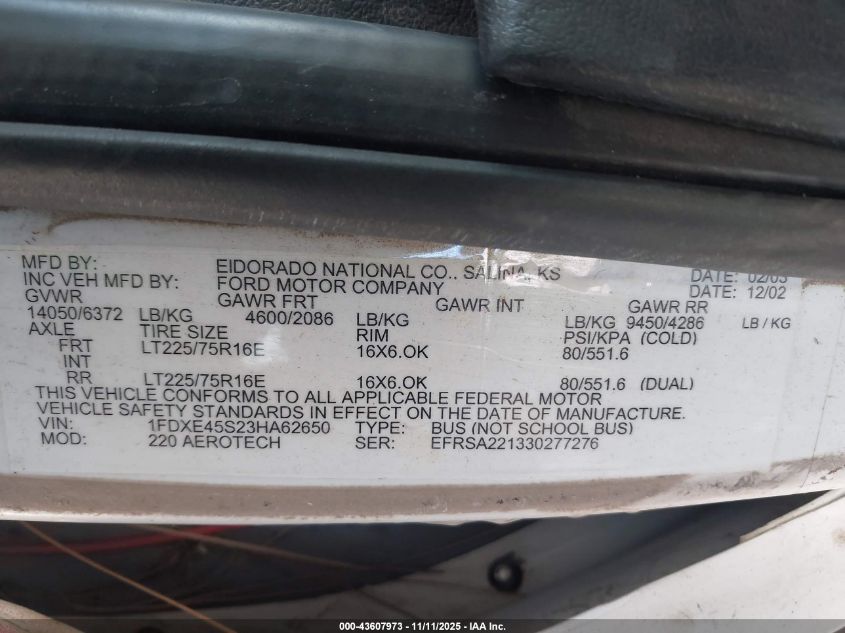 MFD BY: EIDORADO NATIONAL CO., SALINA, KS DATE: 02/03
INC VEH MFD BY: FORD MOTOR COMPANY DATE: 12/02
GVWR GAWR FRT GAWR INT GAWR RR
14050/6372 LB/KG 4600/2086 LB/KG LB/KG 9450/4286 LB / KG
AXLE TIRE SIZE RIM PSI/KPA (COLD)
FRT LT225/75R16E 16X6.OK 80/551.6
INT
RR LT225/75R16E 16X6.OK 80/551.6 (DUAL)
THIS VEHICLE CONFORMS TO ALL APPLICABLE FEDERAL MOTOR
VEHICLE SAFETY STANDARDS IN EFFECT ON THE DATE OF MANUFACTURE.
VIN: 1FDXE45S23HA62650 TYPE: BUS (NOT SCHOOL BUS)
MOD: 220 AEROTECH SER: EFRSA221330277276
000-43607973 - 11/11/2025 - IAA Inc.